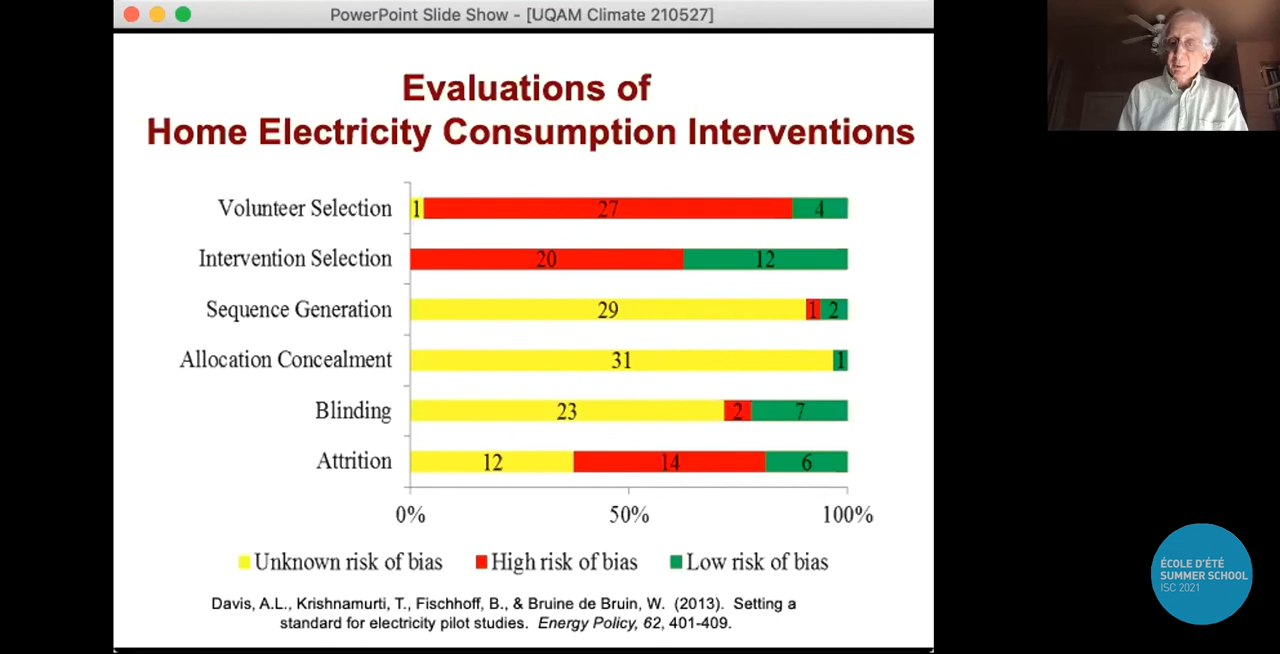 PowerPoint Slide Show - [UQAM Climate 210527]
Evaluations of
Home Electricity Consumption Interventions
Volunteer Selection 1 27 4
Intervention Selection 20 12
Sequence Generation 29 1 2
Allocation Concealment 31 1
Blinding 23 2 7
Attrition 12 14 6
0% 50% 100%
Unknown risk of bias High risk of bias Low risk of bias
Davis, A.L., Krishnamurti, T., Fischhoff, B., & Bruine de Bruin, W. (2013). Setting a
standard for electricity pilot studies. Energy Policy, 62, 401-409.
ÉCOLE D'ÉTÉ
SUMMER SCHOOL
ISC 2021